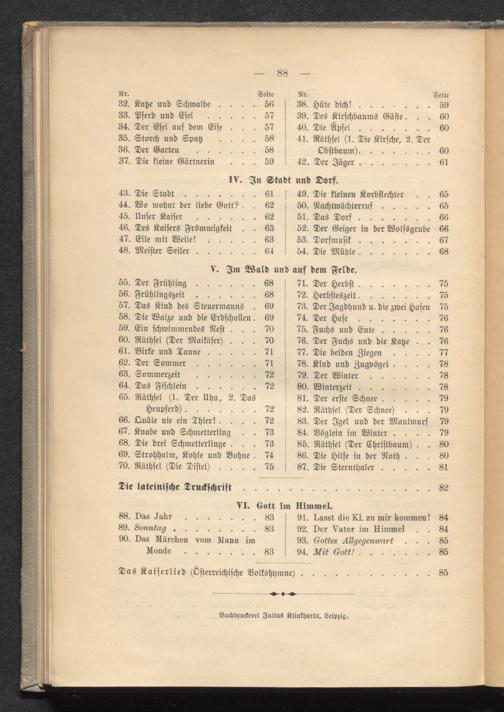 — 88 —
Nr. Seite
32. Katze und Schwalbe . . . . 56
33. Pferd und Esel . . . . . 57
34. Der Esel auf dem Eise . . . . 57
35. Storch und Spatz . . . . 58
36. Der Garten . . . . . . 58
37. Die kleine Gärtnerin . . . . 59
Nr. Seite
38. Hüte dich! . . . . . . . 59
39. Des Kirschbaums Gäste . . . 60
40. Die Äpfel . . . . . . . 60
41. Räthsel (1. Die Kirsche, 2. Der
Obstbaum) . . . . . . . 60
42. Der Jäger . . . . . . . 61
IV. In Stadt und Dorf.
43. Die Stadt . . . . . . . 61
44. Wo wohnt der liebe Gott? . . 62
45. Unser Kaiser . . . . . . 62
46. Des Kaisers Frömmigkeit . . 63
47. Eile mit Weile! . . . . . 63
48. Meister Seiler . . . . . . 64
49. Die kleinen Korbflechter . . . 65
50. Nachtwächterruf . . . . . 65
51. Das Dorf . . . . . . . 66
52. Der Geiger in der Wolfsgrube . 66
53. Dorfmusik . . . . . . . 67
54. Die Mühle . . . . . . . 68
V. Im Wald und auf dem Felde.
55. Der Frühling . . . . . . 68
56. Frühlingszeit . . . . . . 68
57. Das Kind des Steuermanns . 69
58. Die Walze und die Erdschollen . 69
59. Ein schwimmendes Nest . . . 70
60. Räthsel (Der Maikäfer) . . . 70
61. Birke und Tanne . . . . . 71
62. Der Sommer . . . . . . 71
63. Sommerzeit . . . . . . 72
64. Das Fischlein . . . . . . 72
65. Räthsel (1. Der Uhu, 2. Das
Heupferd) . . . . . . . 72
66. Quäle nie ein Thier! . . . . 72
67. Knabe und Schmetterling . . 73
68. Die drei Schmetterlinge . . . 73
69. Strohhalm, Kohle und Bohne . 74
70. Räthsel (Die Distel) . . . . 75
71. Der Herbst . . . . . . . 75
72. Herbsteszeit . . . . . . . 75
73. Der Jagdhund u. die zwei Hasen 75
74. Der Hase . . . . . . . 76
75. Fuchs und Ente . . . . . 76
76. Der Fuchs und die Katze . . 76
77. Die beiden Ziegen . . . . 77
78. Kind und Zugvögel . . . . 78
79. Der Winter . . . . . . 78
80. Winterzeit . . . . . . . 78
81. Der erste Schnee . . . . . 79
82. Räthsel (Der Schnee) . . . 79
83. Der Igel und der Maulwurf 79
84. Vöglein im Winter . . . . 79
85. Räthsel (Der Christbaum) . . 80
86. Die Hilfe in der Noth . . . 80
87. Die Sternthaler . . . . . 81
Die lateinische Druckschrift . . . . . . . . . . . . 82
VI. Gott im Himmel.
88. Das Jahr . . . . . . . 83
89. Sonntag . . . . . . . 83
90. Das Märchen vom Mann im
Monde . . . . . . . 83
91. Lasst die Kl. zu mir kommen! 84
92. Der Vater im Himmel . . . 84
93. Gottes Allgegenwart . . . 85
94. Mit Gott! . . . . . . . 85
Das Kaiserlied (Österreichische Volkshymne) . . . . . . . . 85
Buchdruckerei Julius Klinkhardt, Leipzig.